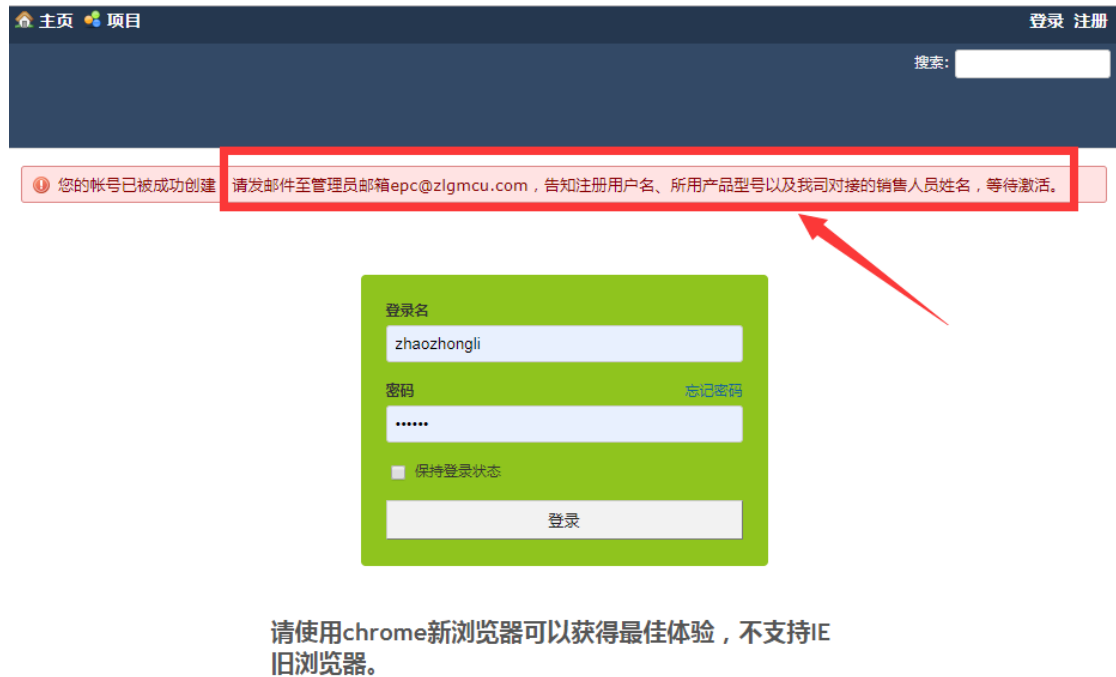 主页 项目 登录 注册
搜索:
您的帐号已被成功创建，请发邮件至管理员邮箱epc@zlgmcu.com，告知注册用户名、所用产品型号以及我司对接的销售人员姓名，等待激活。
登录名
zhaozhongli
密码 忘记密码
••••••
保持登录状态
登录
请使用chrome新浏览器可以获得最佳体验，不支持IE
旧浏览器。